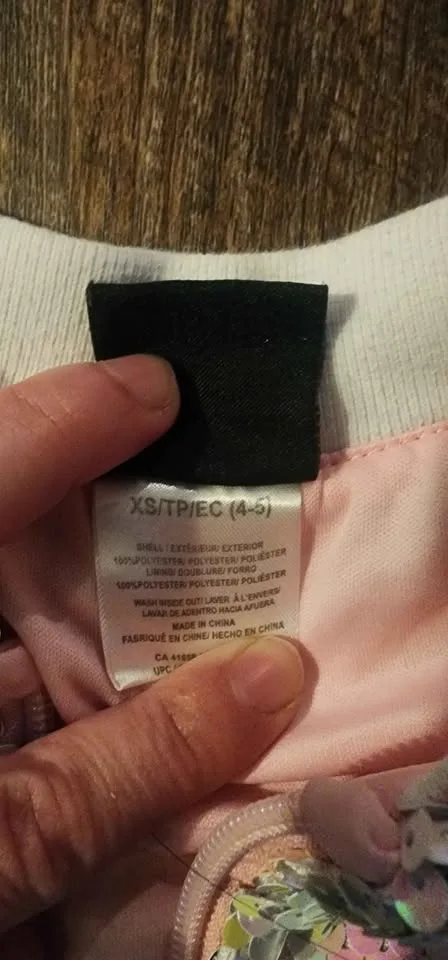 XS/TP/EC (4-5)
SHELL / EXTÉRIEUR/ EXTERIOR
100%POLYESTER/ POLYESTER/ POLIÉSTER
LINING/ DOUBLURE/ FORRO
100%POLYESTER/ POLYESTER/ POLIÉSTER
WASH INSIDE OUT/ LAVER À L'ENVERS/
LAVAR DE ADENTRO HACIA AFUERA
MADE IN CHINA
FABRIQUÉ EN CHINE/ HECHO EN CHINA
CA
UPC